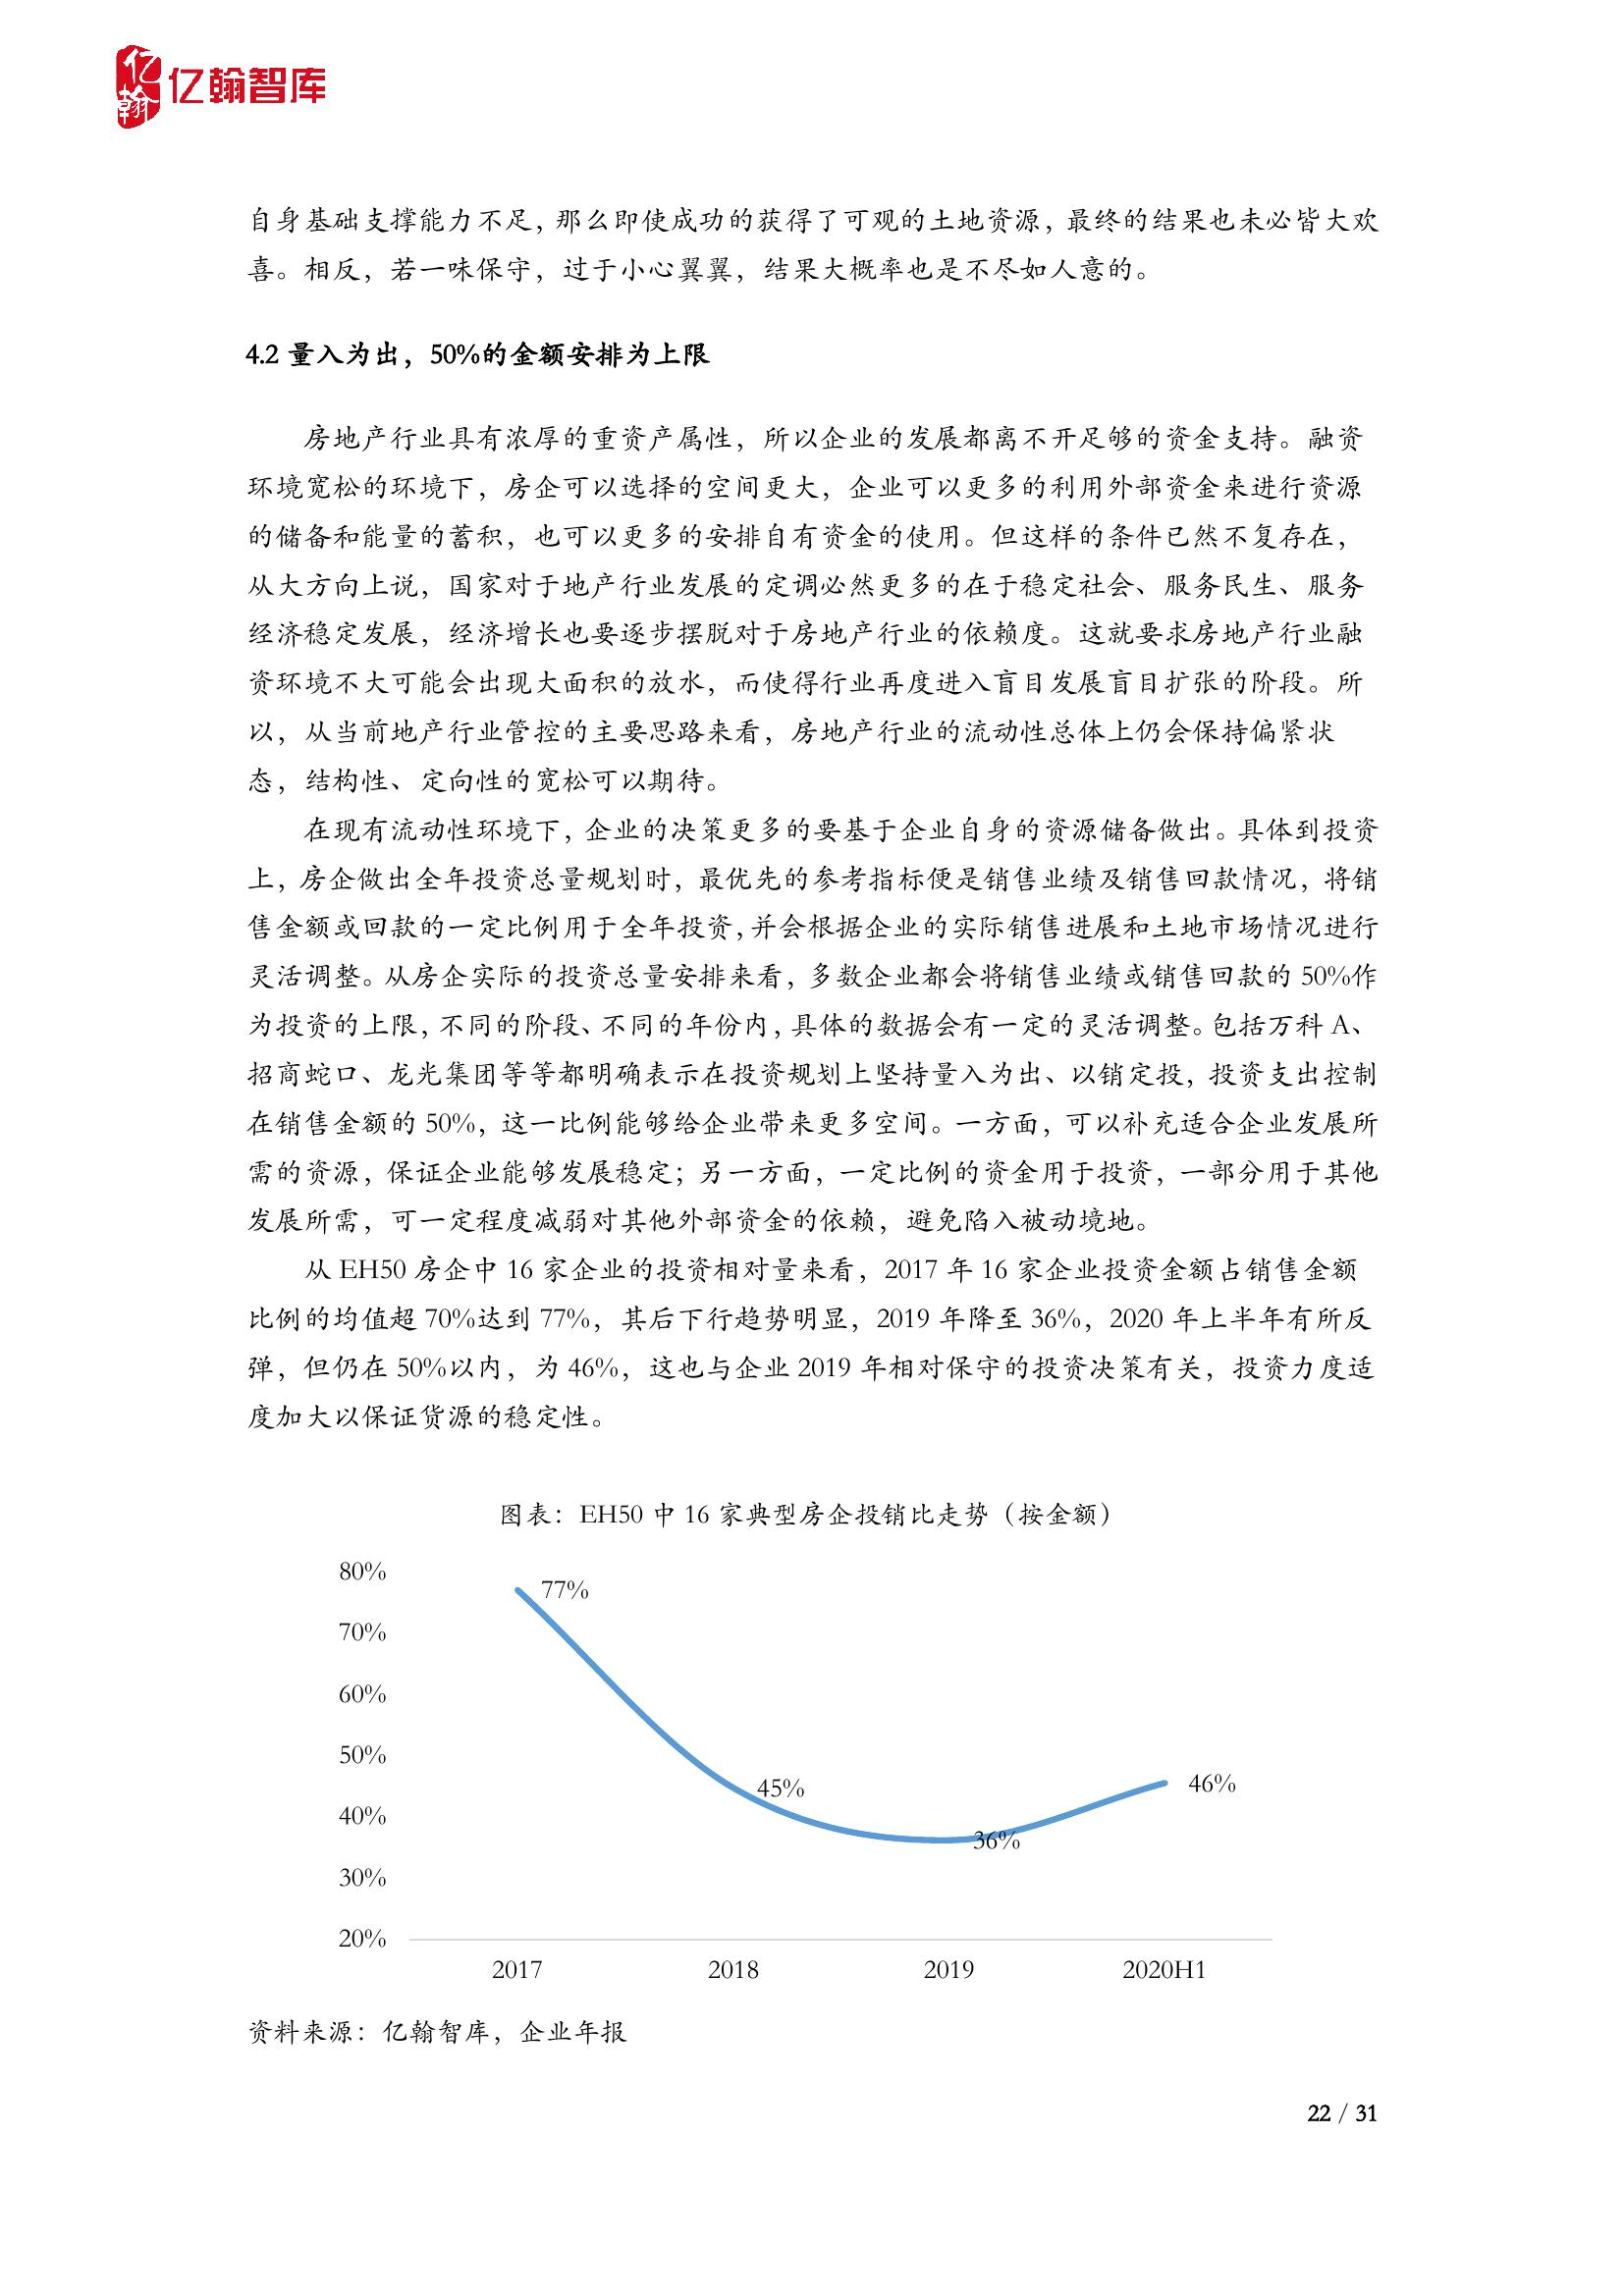 亿翰
亿翰智库
自身基础支撑能力不足，那么即使成功的获得了可观的土地资源，最终的结果也未必皆大欢
喜。相反，若一味保守，过于小心翼翼，结果大概率也是不尽如人意的。
4.2 量入为出，50%的金额安排为上限
房地产行业具有浓厚的重资产属性，所以企业的发展都离不开足够的资金支持。融资
环境宽松的环境下，房企可以选择的空间更大，企业可以更多的利用外部资金来进行资源
的储备和能量的蓄积，也可以更多的安排自有资金的使用。但这样的条件已然不复存在，
从大方向上说，国家对于地产行业发展的定调必然更多的在于稳定社会、服务民生、服务
经济稳定发展，经济增长也要逐步摆脱对于房地产行业的依赖度。这就要求房地产行业融
资环境不大可能会出现大面积的放水，而使得行业再度进入盲目发展盲目扩张的阶段。所
以，从当前地产行业管控的主要思路来看，房地产行业的流动性总体上仍会保持偏紧状
态，结构性、定向性的宽松可以期待。
在现有流动性环境下，企业的决策更多的要基于企业自身的资源储备做出。具体到投资
上，房企做出全年投资总量规划时，最优先的参考指标便是销售业绩及销售回款情况，将销
售金额或回款的一定比例用于全年投资，并会根据企业的实际销售进展和土地市场情况进行
灵活调整。从房企实际的投资总量安排来看，多数企业都会将销售业绩或销售回款的 50%作
为投资的上限，不同的阶段、不同的年份内，具体的数据会有一定的灵活调整。包括万科 A、
招商蛇口、龙光集团等等都明确表示在投资规划上坚持量入为出、以销定投，投资支出控制
在销售金额的 50%，这一比例能够给企业带来更多空间。一方面，可以补充适合企业发展所
需的资源，保证企业能够发展稳定；另一方面，一定比例的资金用于投资，一部分用于其他
发展所需，可一定程度减弱对其他外部资金的依赖，避免陷入被动境地。
从 EH50 房企中 16 家企业的投资相对量来看，2017 年 16 家企业投资金额占销售金额
比例的均值超 70%达到 77%，其后下行趋势明显，2019 年降至 36%，2020 年上半年有所反
弹，但仍在 50%以内，为 46%，这也与企业 2019 年相对保守的投资决策有关，投资力度适
度加大以保证货源的稳定性。
图表：EH50 中 16 家典型房企投销比走势（按金额）
80%
77%
70%
60%
50%
45%
46%
40%
36%
30%
20%
2017 2018 2019 2020H1
资料来源：亿翰智库，企业年报
22 / 31